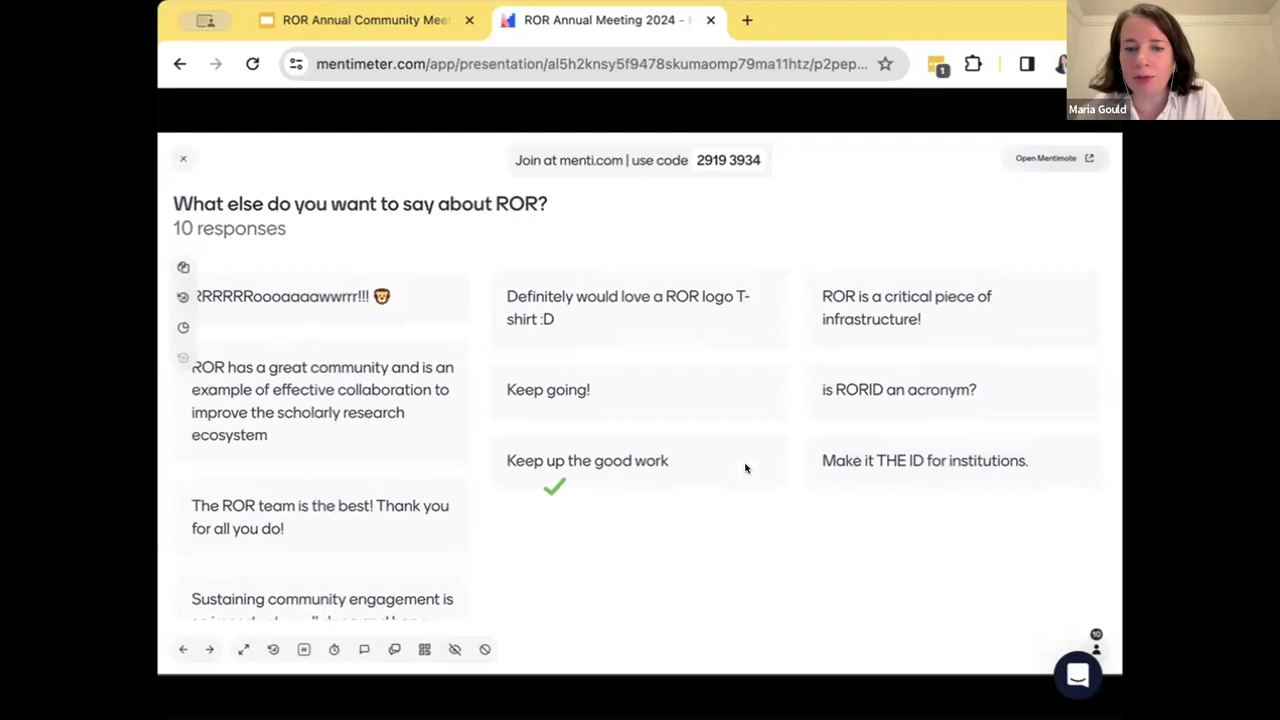 ROR Annual Community Mee
ROR Annual Meeting 2024 -
mentimeter.com/app/presentation/al5h2knsy5f9478skumaomp79ma11htz/p2pep...
1
Maria Gould
Join at menti.com | use code 2919 3934
Open Mentimote
What else do you want to say about ROR?
10 responses
RRRRRRoooaaaawwrrr!!! 🦁
ROR has a great community and is an
example of effective collaboration to
improve the scholarly research
ecosystem
The ROR team is the best! Thank you
for all you do!
Sustaining community engagement is
Definitely would love a ROR logo T-
shirt :D
Keep going!
Keep up the good work
ROR is a critical piece of
infrastructure!
is RORID an acronym?
Make it THE ID for institutions.
10